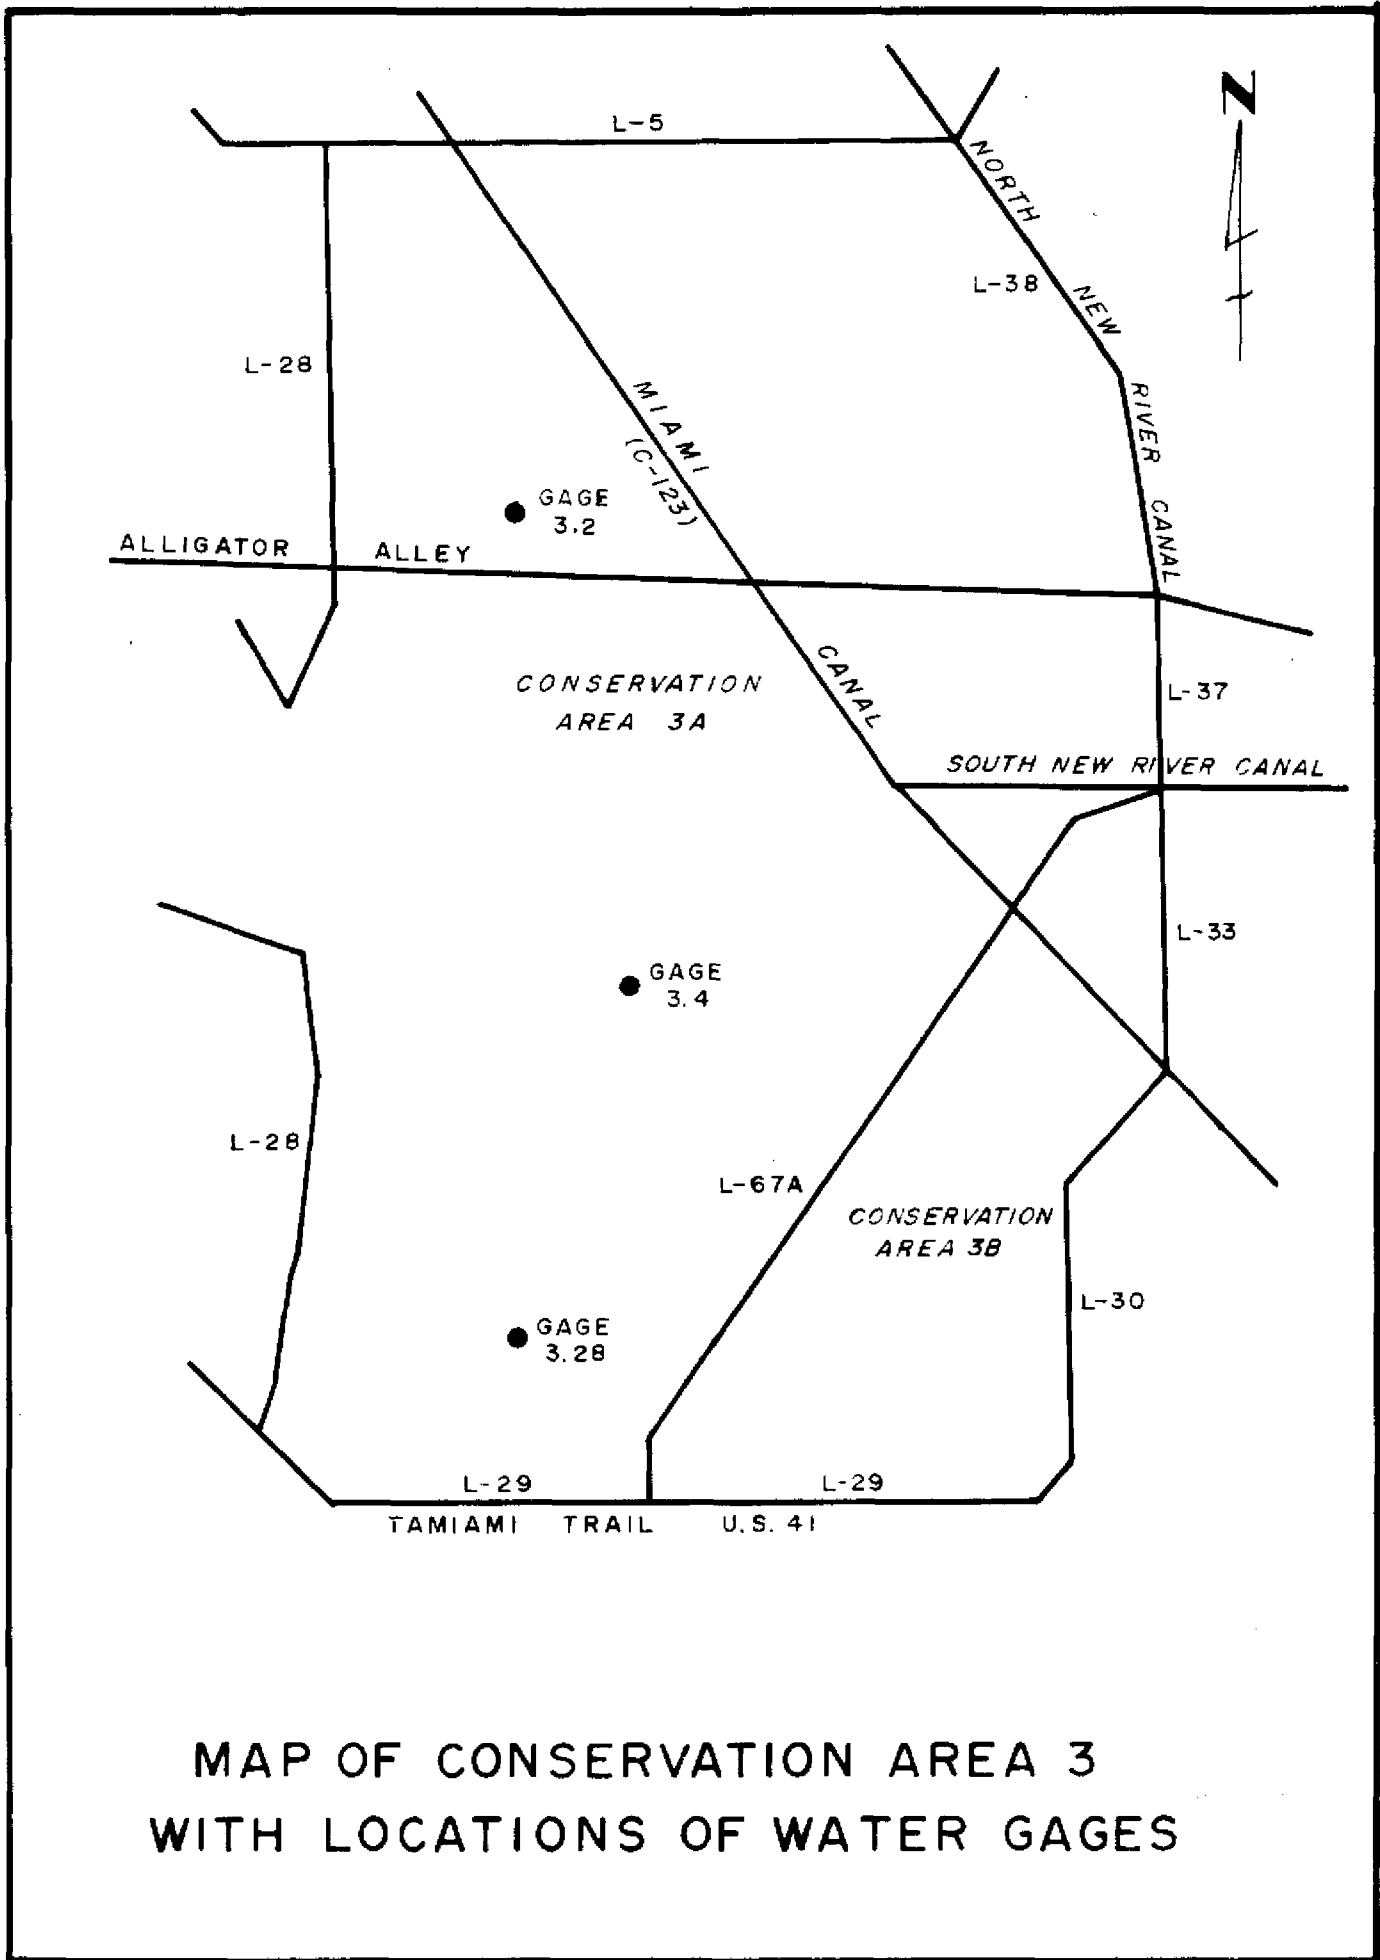 N
L-5
NORTH NEW RIVER CANAL
L-38
L-28
MIAMI CANAL
(C-123)
GAGE
3.2
ALLIGATOR ALLEY
CONSERVATION
AREA 3A
L-37
SOUTH NEW RIVER CANAL
L-33
GAGE
3.4
L-28
L-67A
CONSERVATION
AREA 3B
L-30
GAGE
3.28
L-29 L-29
TAMIAMI TRAIL U.S. 41
MAP OF CONSERVATION AREA 3
WITH LOCATIONS OF WATER GAGES